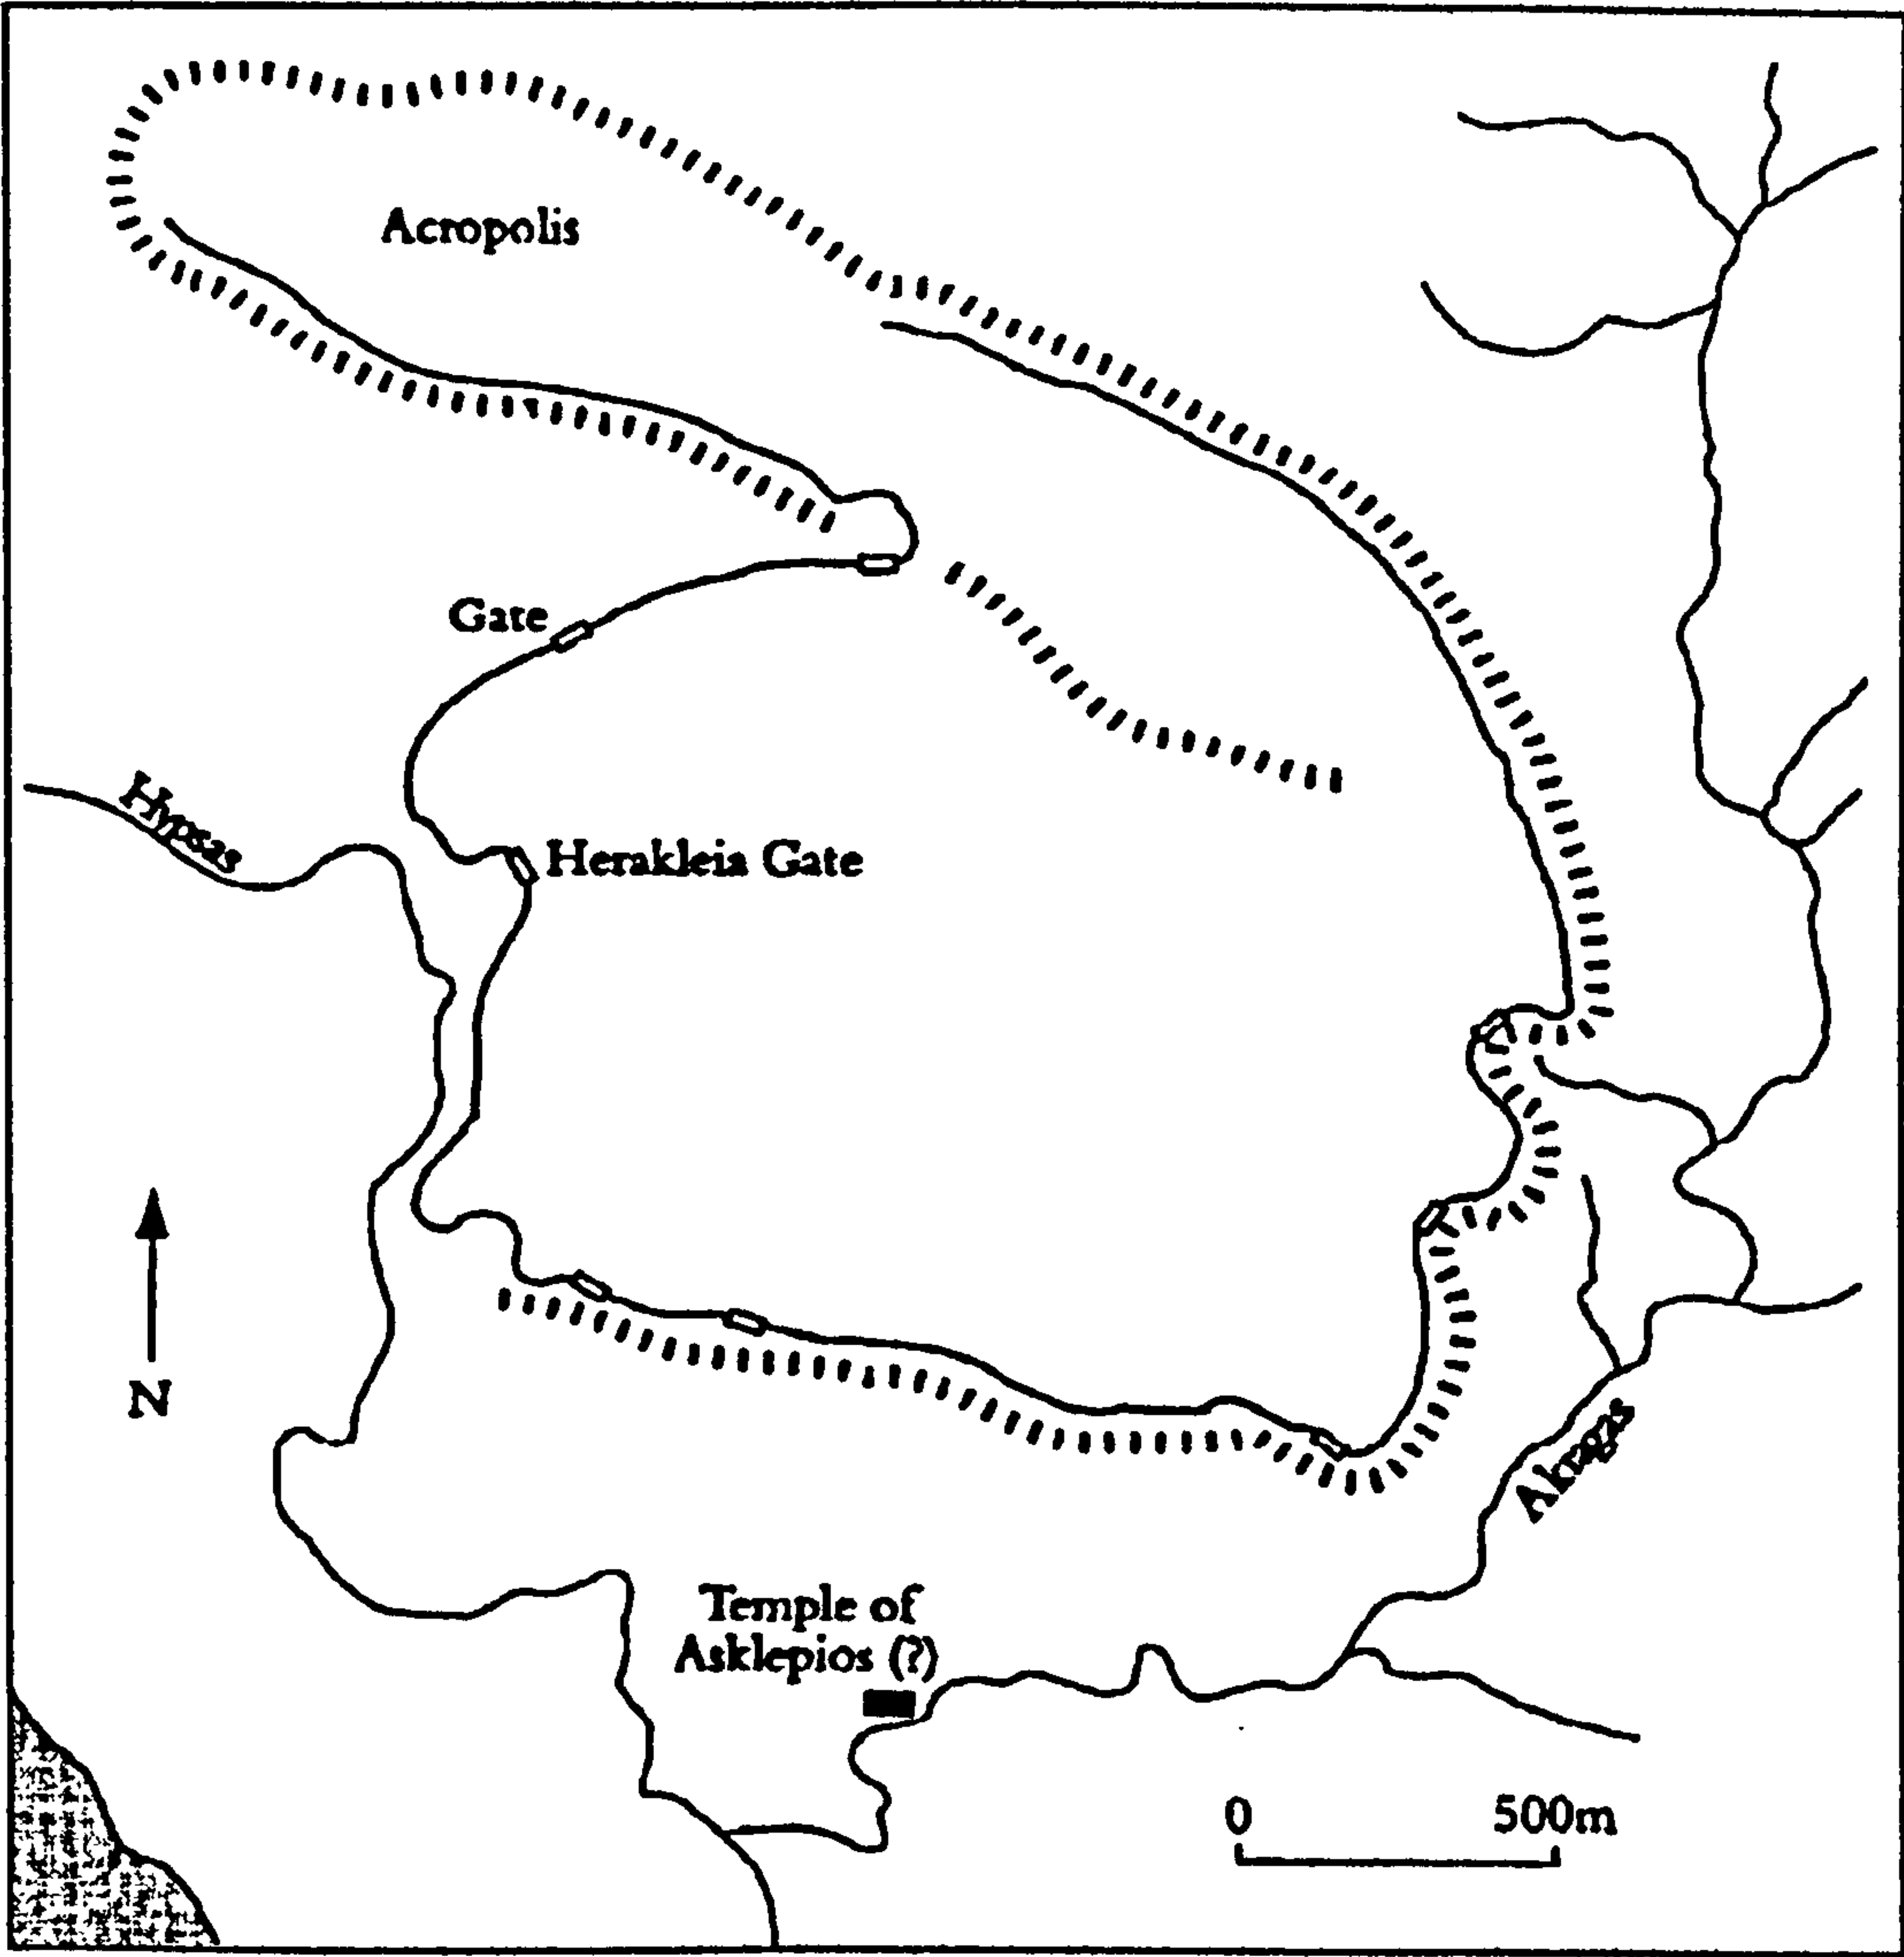 Acropolis
Gate
Hypsas
Herakleia Gate
N
Akragas
Temple of
Asklepios (?)
0 500m